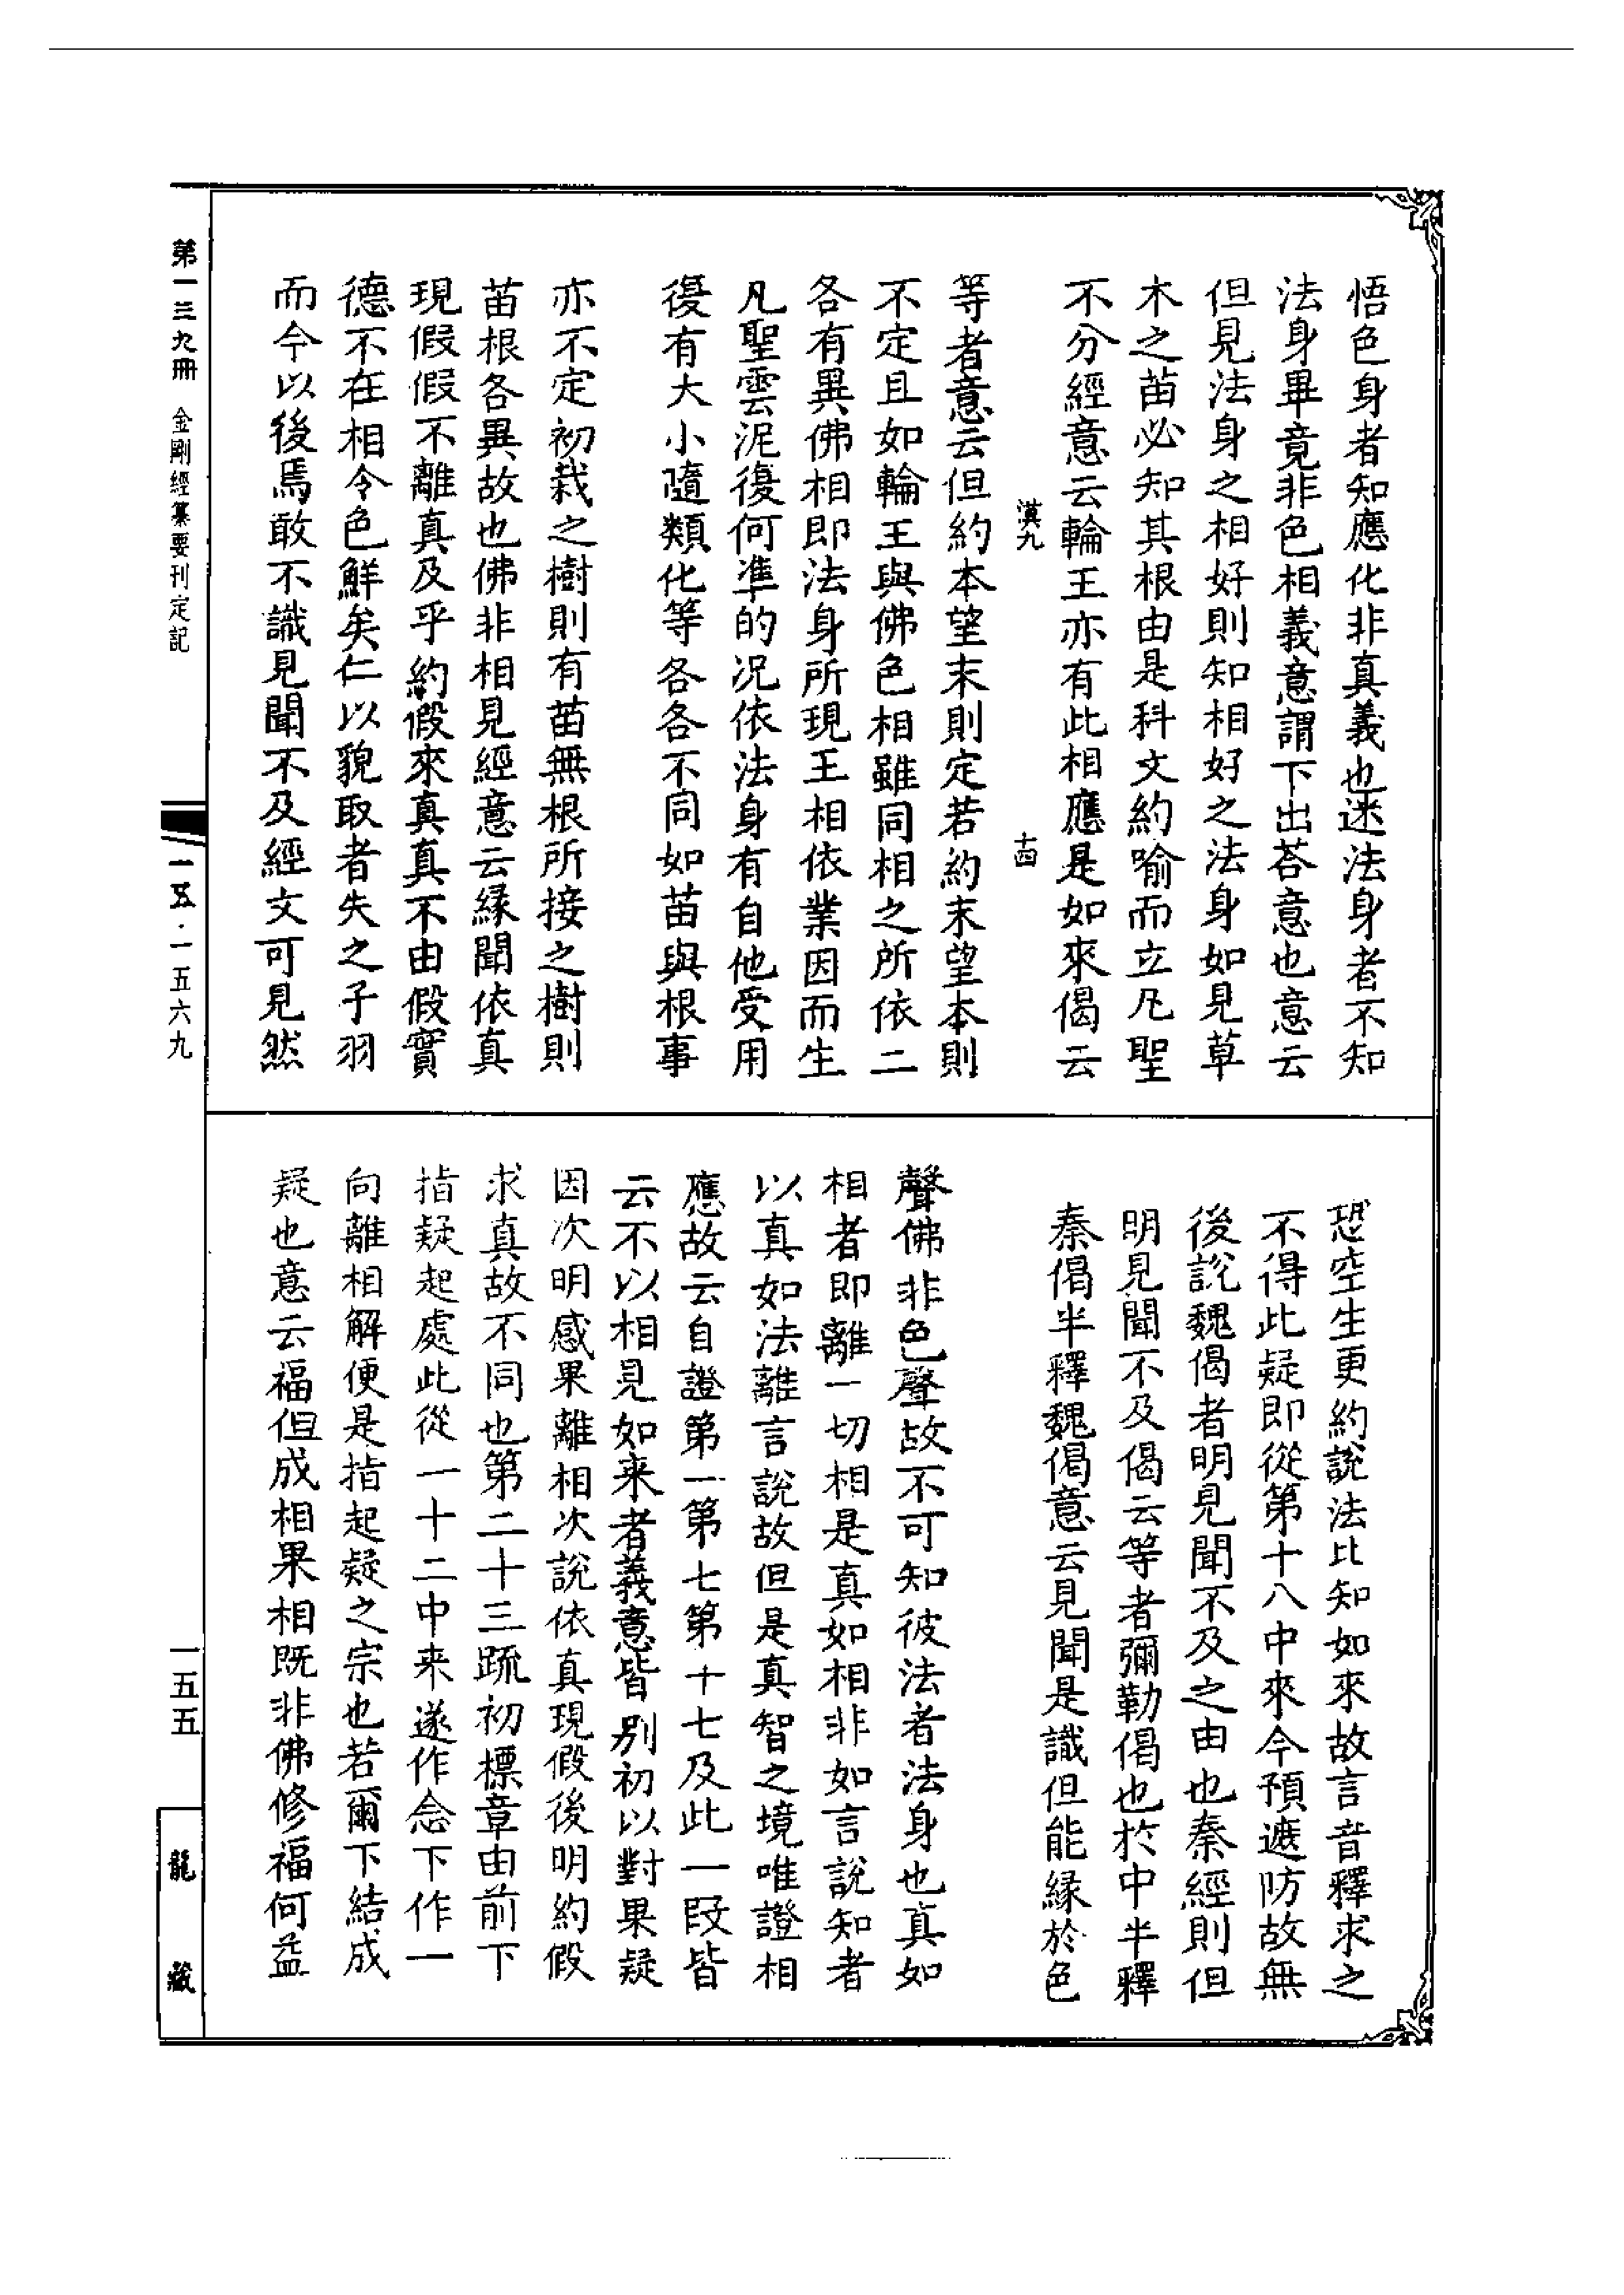 悟色身者知應化非真義也迷法身者不知
法身畢竟非色相義意謂下出荅意也意云
但見法身之相好則知相好之法身如見草
木之苗必知其根由是科文約喻而立凡聖
不分經意云輪王亦有此相應是如來偈云
漢九
十四
等者意云但約本望末則定若約末望本則
不定且如輪王與佛色相雖同相之所依二
各有異佛相即法身所現王相依業因而生
凡聖雲泥復何準的况依法身有自他受用
復有大小隨類化等各各不同如苗與根事
亦不定初栽之樹則有苗無根所接之樹則
苗根各異故也佛非相見經意云緣聞依真
現假假不離真及乎約假來真真不由假實
德不在相令色鮮矣仁以貌取者失之子羽
而今以後焉敢不識見聞不及經文可見然
恐空生更約說法比知如來故言音釋求之
不得此疑即從第十八中來今預遮防故無
後說魏偈者明見聞不及之由也秦經則但
明見聞不及偈云等者彌勒偈也於中半釋
秦偈半釋魏偈意云見聞是識但能緣於色
聲佛非色聲故不可知彼法者法身也真如
相者即離一切相是真如相非如言說知者
以真如法離言說故但是真智之境唯證相
應故云自證第一第七第十七及此一段皆
云不以相見如来者義意皆別初以對果疑
因次明感果離相次說依真現假後明約假
求真故不同也第二十三䟽初標章由前下
指疑起處此從一十二中来遂作念下作一
向離相解便是指起疑之宗也若爾下結成
疑也意云福但成相果相既非佛修福何益
第一三九冊
金剛經纂要刊定記
一五·一五六九
一五五
龍藏